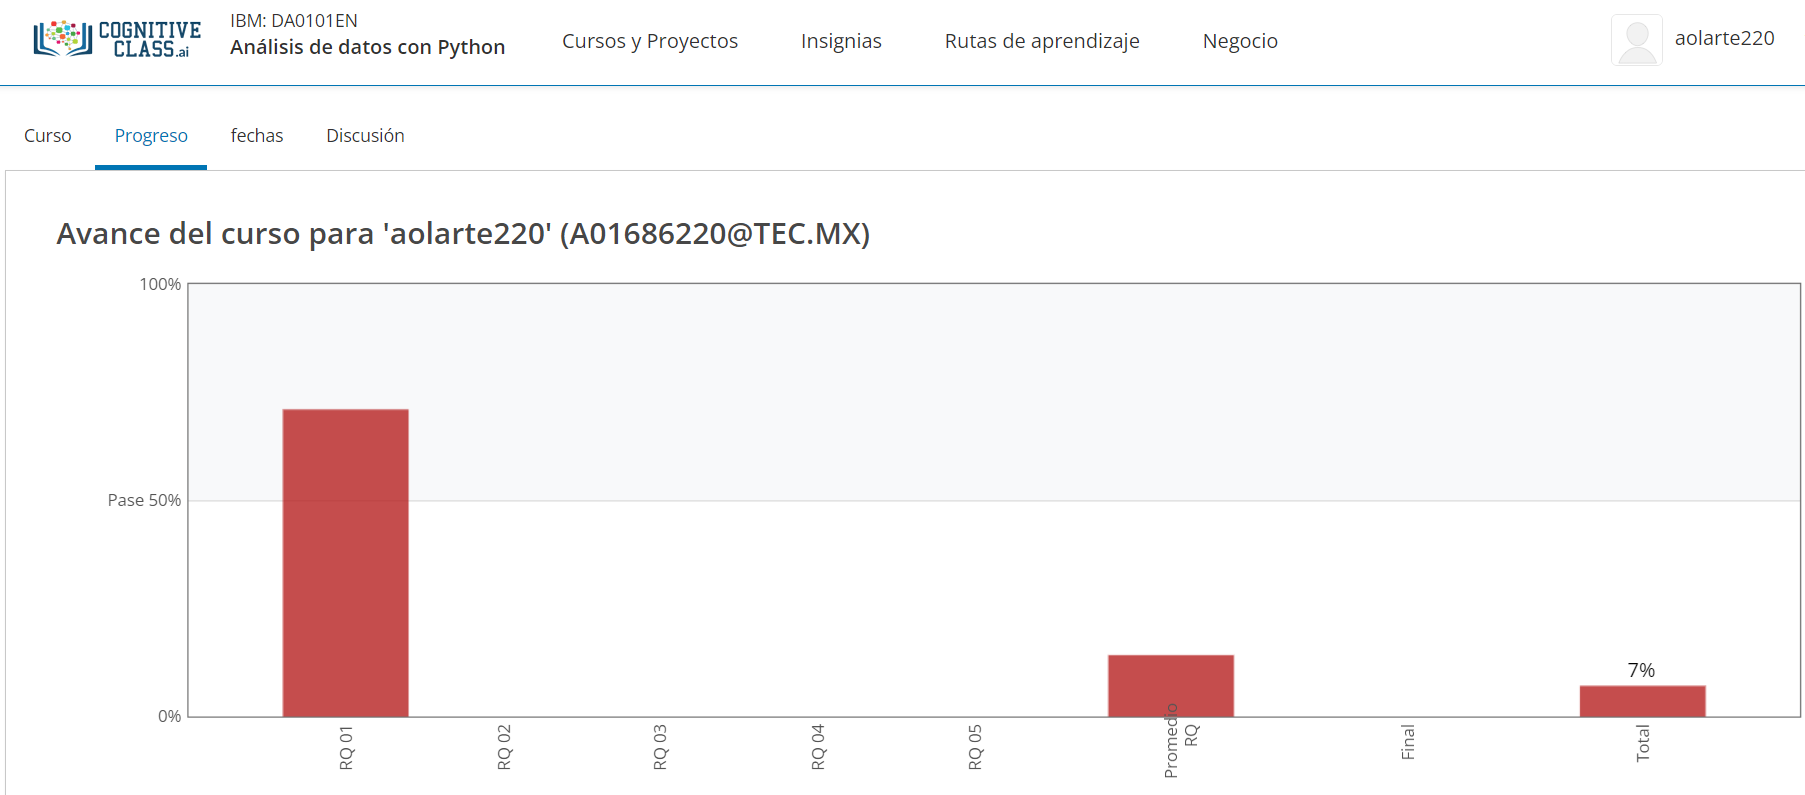 COGNITIVE
CLASS.ai
IBM: DA0101EN
Análisis de datos con Python
Cursos y Proyectos
Insignias
Rutas de aprendizaje
Negocio
aolarte220
Curso
Progreso
fechas
Discusión
Avance del curso para 'aolarte220' (A01686220@TEC.MX)
100%
Pase 50%
0%
7%
RQ 01
RQ 02
RQ 03
RQ 04
RQ 05
Promedio
RQ
Final
Total